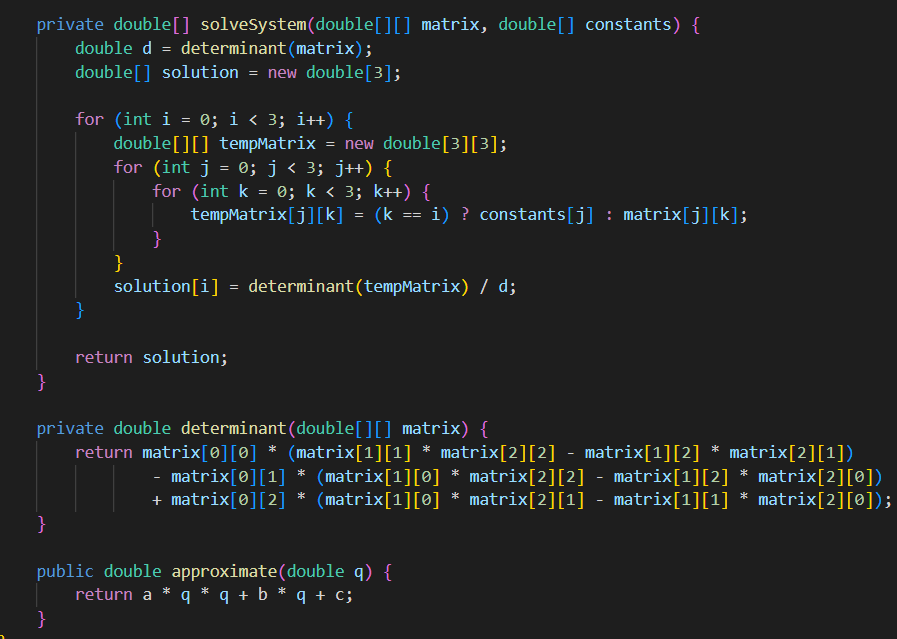 private double[] solveSystem(double[][] matrix, double[] constants) {
    double d = determinant(matrix);
    double[] solution = new double[3];

    for (int i = 0; i < 3; i++) {
        double[][] tempMatrix = new double[3][3];
        for (int j = 0; j < 3; j++) {
            for (int k = 0; k < 3; k++) {
                tempMatrix[j][k] = (k == i) ? constants[j] : matrix[j][k];
            }
        }
        solution[i] = determinant(tempMatrix) / d;
    }

    return solution;
}

private double determinant(double[][] matrix) {
    return matrix[0][0] * (matrix[1][1] * matrix[2][2] - matrix[1][2] * matrix[2][1])
            - matrix[0][1] * (matrix[1][0] * matrix[2][2] - matrix[1][2] * matrix[2][0])
            + matrix[0][2] * (matrix[1][0] * matrix[2][1] - matrix[1][1] * matrix[2][0]);
}

public double approximate(double q) {
    return a * q * q + b * q + c;
}